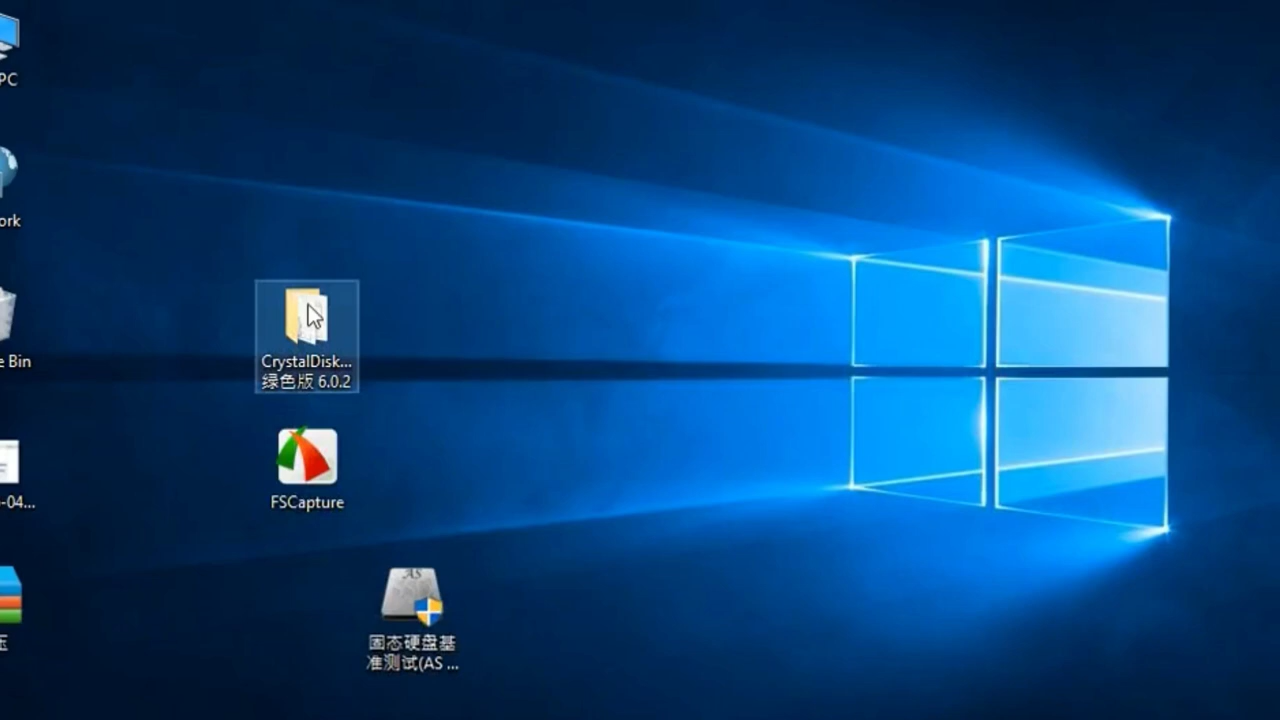 PC
ork
e Bin
-04...
压
CrystalDisk...
绿色版 6.0.2
FSCapture
AS
固态硬盘基
准测试(AS ...